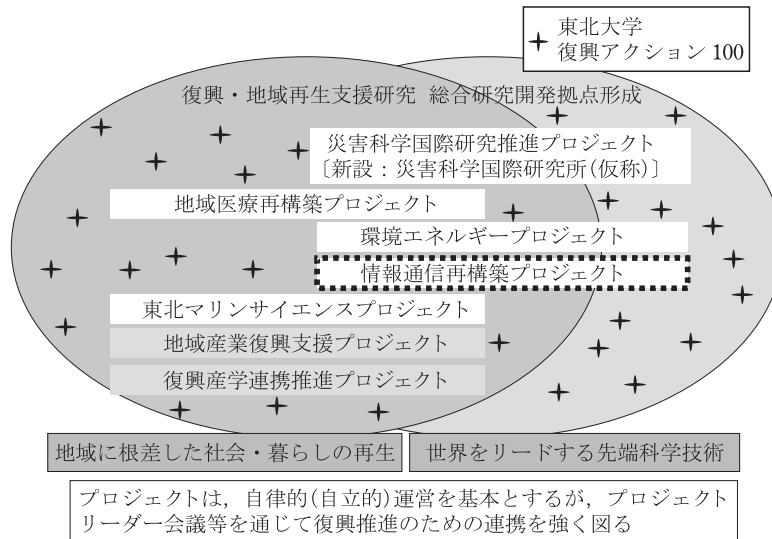 東北大学
復興アクション 100
復興・地域再生支援研究 総合研究開発拠点形成
災害科学国際研究推進プロジェクト
〔新設：災害科学国際研究所(仮称)〕
地域医療再構築プロジェクト
環境エネルギープロジェクト
情報通信再構築プロジェクト
東北マリンサイエンスプロジェクト
地域産業復興支援プロジェクト
復興産学連携推進プロジェクト
地域に根差した社会・暮らしの再生
世界をリードする先端科学技術
プロジェクトは，自律的(自立的)運営を基本とするが，プロジェクト
リーダー会議等を通じて復興推進のための連携を強く図る